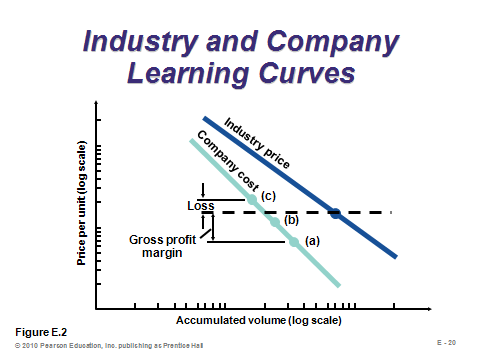 Industry and Company
Learning Curves
Price per unit (log scale)
Industry price
Company cost
(c)
Loss
(b)
Gross profit
margin
(a)
Accumulated volume (log scale)
Figure E.2
© 2010 Pearson Education, Inc. publishing as Prentice Hall
E - 20